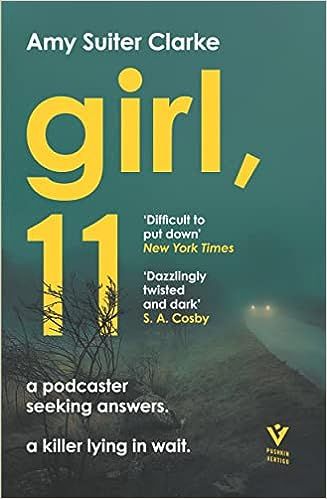 Amy Suiter Clarke
girl,
11
‘Difficult to
put down’
New York Times
‘Dazzlingly
twisted
and dark’
S. A. Cosby
a podcaster
seeking answers.
a killer lying in wait.
PUSHKIN
VERTIGO